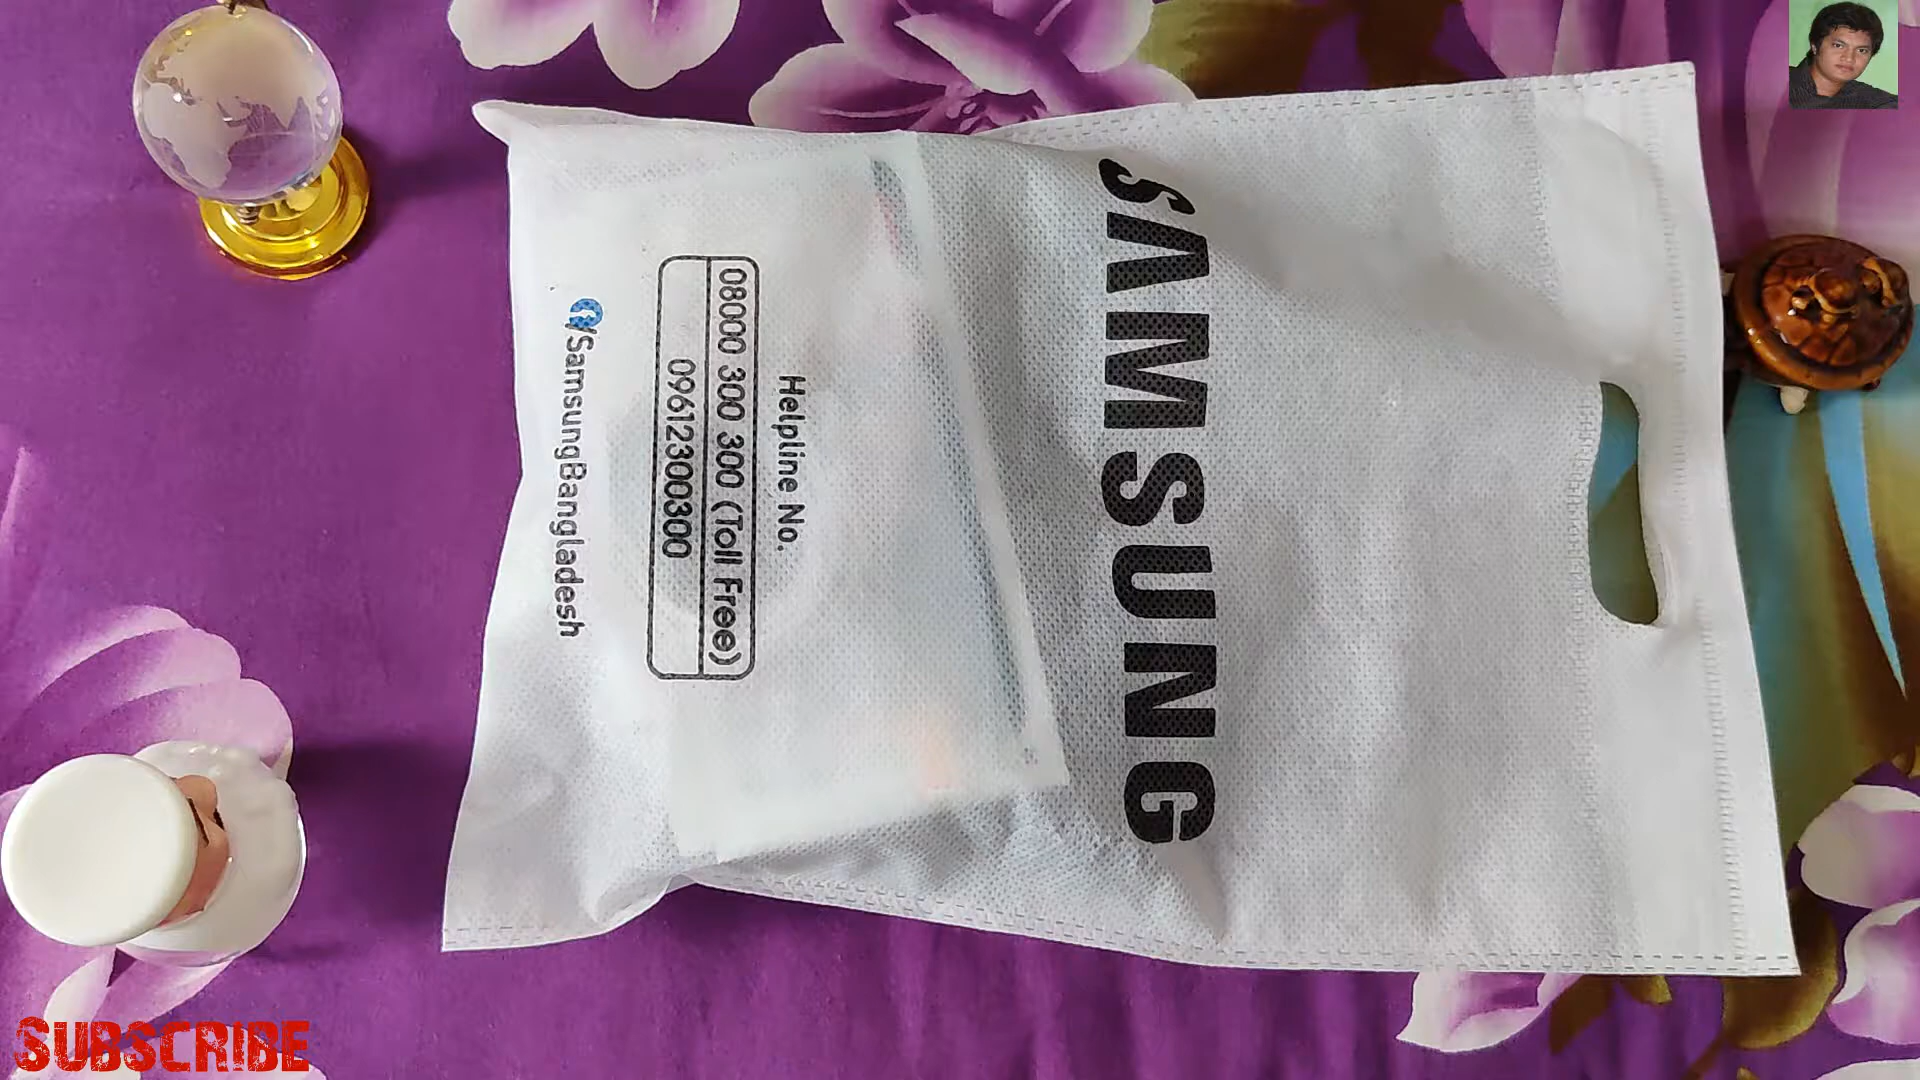 SAMSUNG
Helpline No.
08000 300 300 (Toll Free)
09612300300
/SamsungBangladesh
SUBSCRIBE